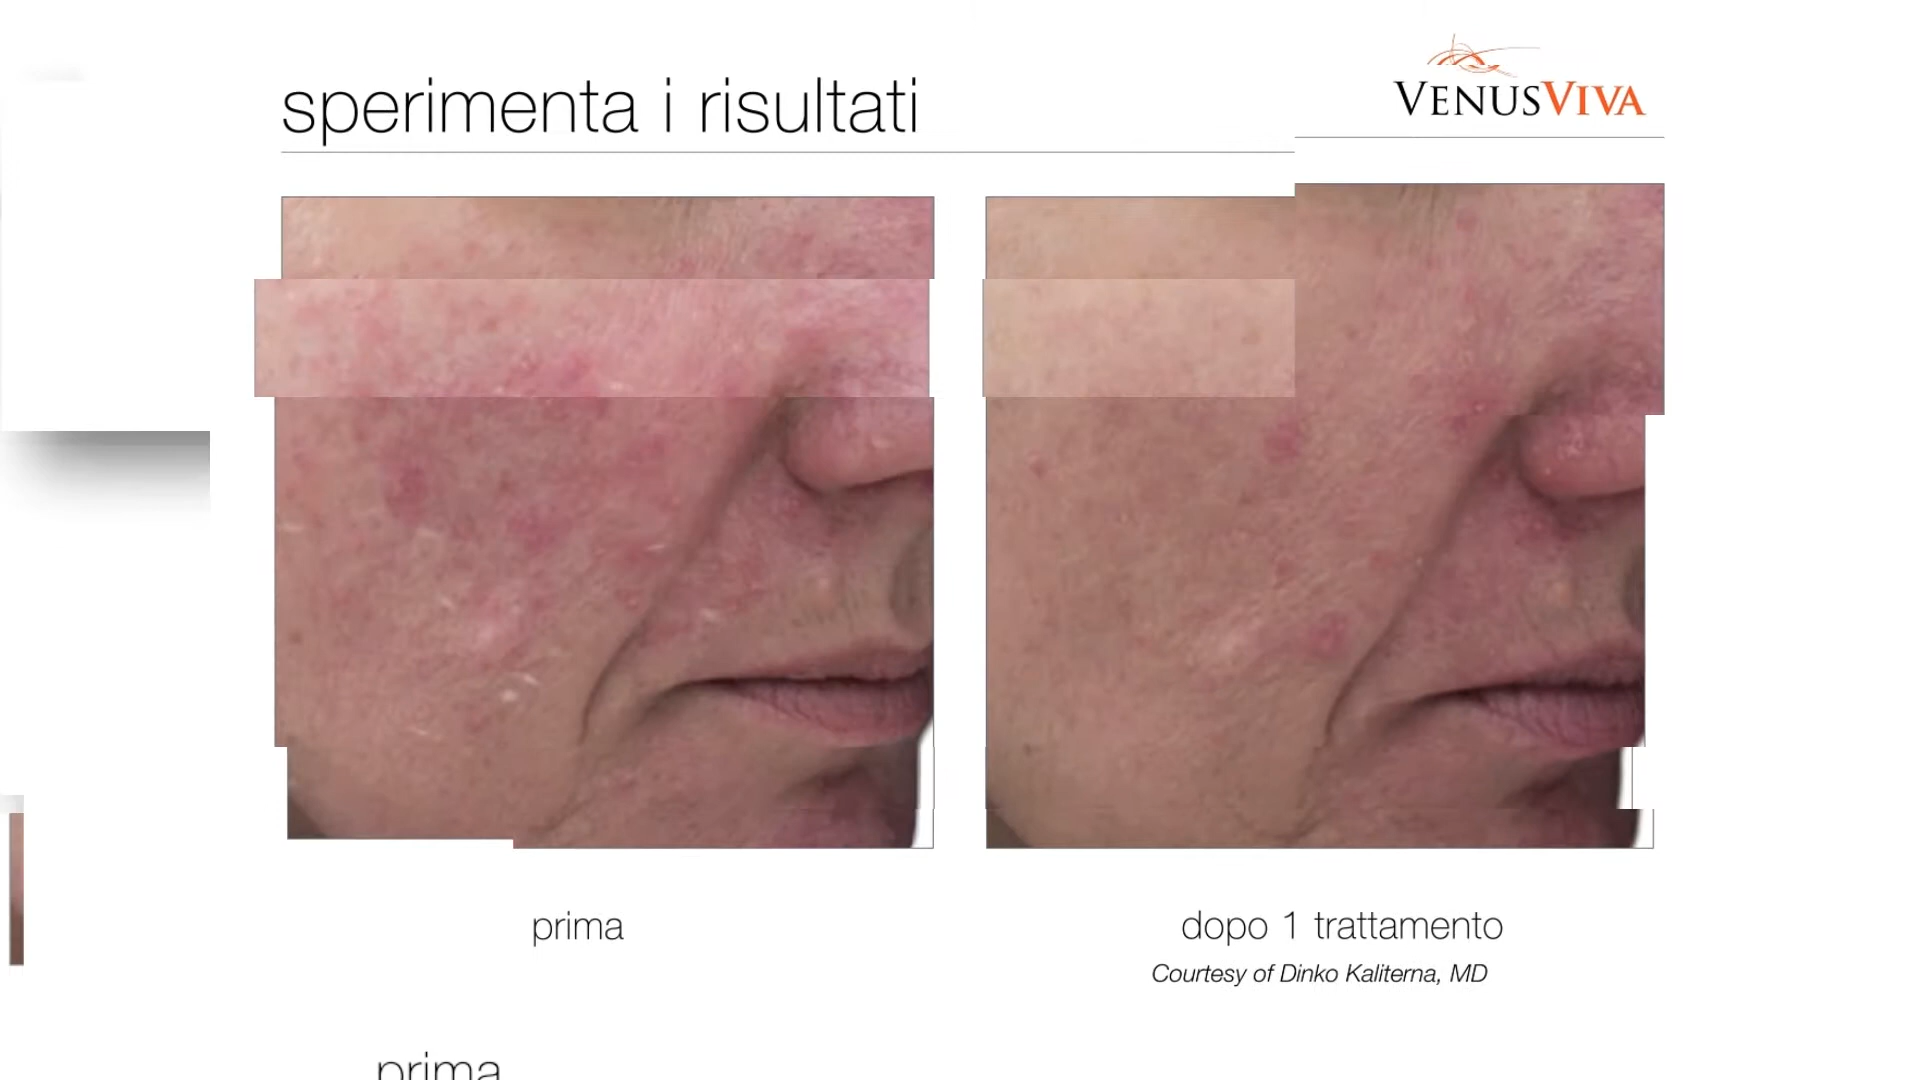 sperimenta i risultati
VENUSVIVA
prima
dopo 1 trattamento
Courtesy of Dinko Kaliterna, MD
prima